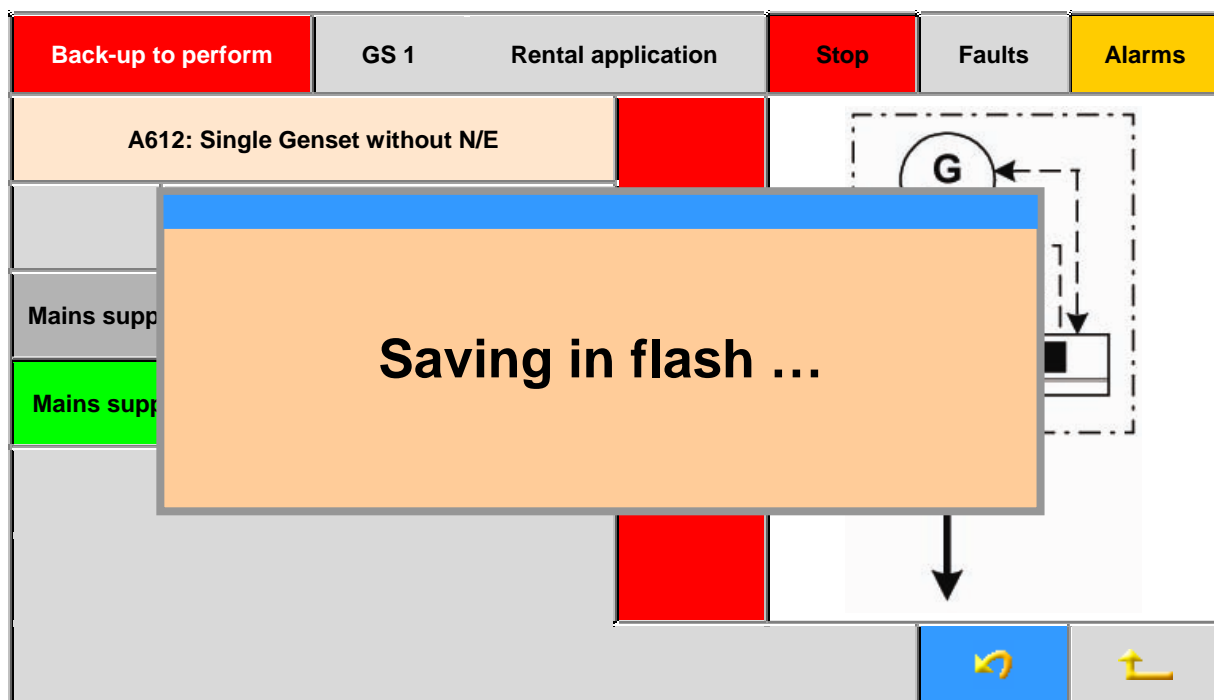 Back-up to perform
GS 1
Rental application
Stop
Faults
Alarms
A612: Single Genset without N/E
G
Mains supp
Saving in flash …
Mains supp